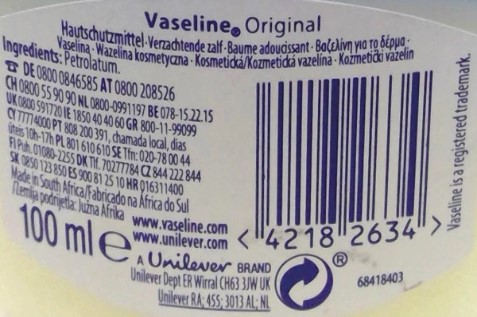 Vaseline® Original
Hautschutzmittel·Verzachtende zalf·Baume adoucissant·Βαζελίνη για το δέρμα·
Vaselina·Wazelina kosmetyczna·Kosmetická/Kozmetická vazelína·Kozmetički vazelin
Ingredients: Petrolatum.
☎ DE 0800 0846585 AT 0800 208526
CH 0800 55 90 90 NL 0800-0991197 BE 078-15.22.15
UK 0800 591720 IE 1850 40 40 60 GR 800-11-99099
CY 7777 4000 PT 808 200 391, chamada local, dias
úteis 10h-17h PL 801 610 610 SE Tfn: 020-78 00 44
FI Puh. 01080-2255 DK Tlf. 70277784 CZ 844 222 844
SK 0850 123 850 ES 900 81 25 10 HR 016311400
Made in South Africa/Fabricado na África do Sul
/Zemlja podrijetla: Južna Afrika
100 ml ℮
www.vaseline.com
www.unilever.com
< 4218 2634 >
A Unilever BRAND
Unilever Dept ER Wirral CH63 3JW UK
Unilever RA; 455; 3013 AL; NL
®
68418403
Vaseline is a registered trademark.